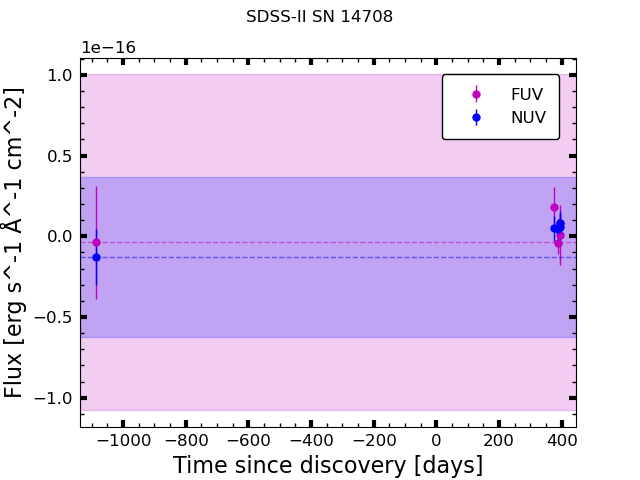 SDSS-II SN 14708
1e−16
1.0
0.5
0.0
−0.5
−1.0
Flux [erg s^-1 Å^-1 cm^-2]
FUV
NUV
−1000 −800 −600 −400 −200 0 200 400
Time since discovery [days]